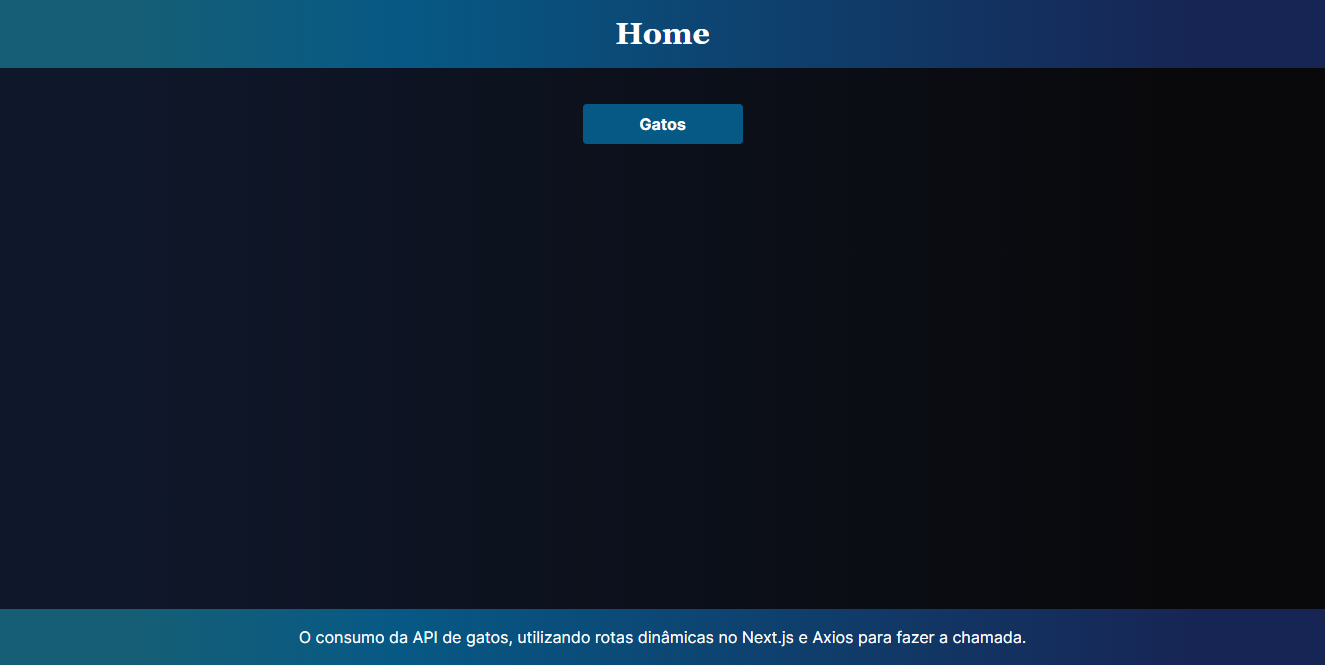 Home
Gatos
O consumo da API de gatos, utilizando rotas dinâmicas no Next.js e Axios para fazer a chamada.